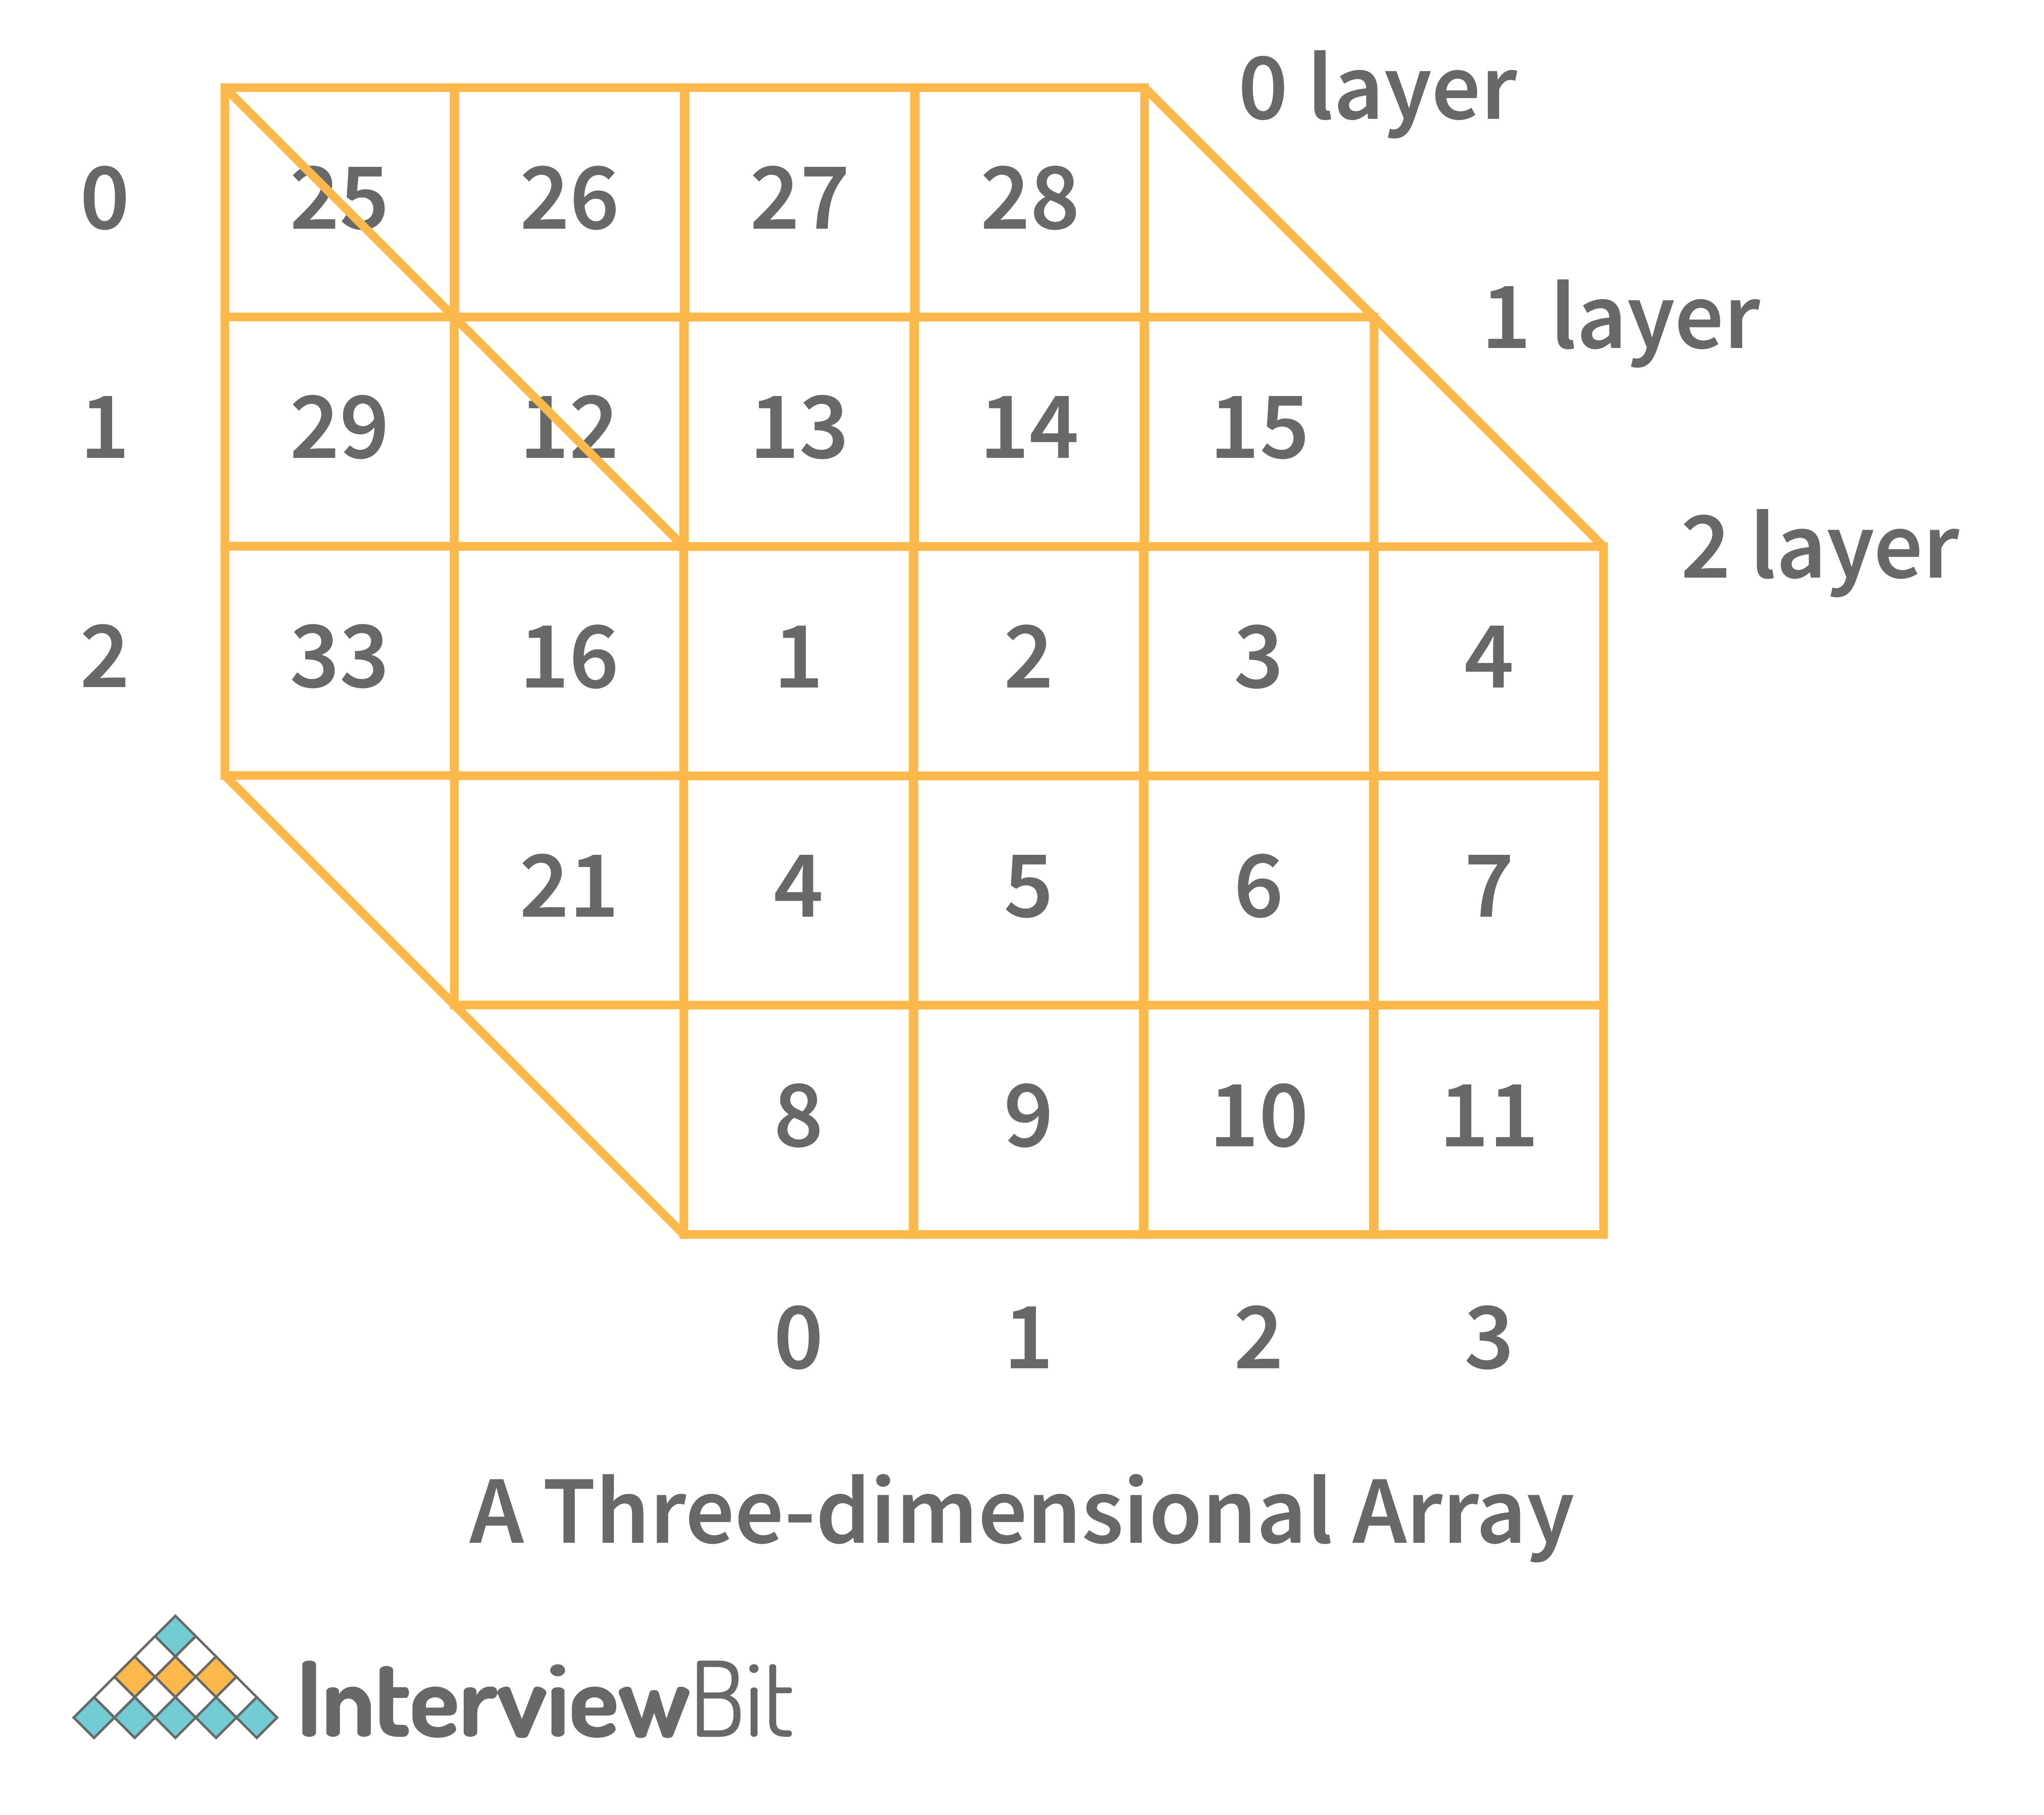 0 layer
0 25 26 27 28
1 layer
1 29 12 13 14 15
2 layer
2 33 16 1 2 3 4
21 4 5 6 7
8 9 10 11
0 1 2 3
A Three-dimensional Array
InterviewBit